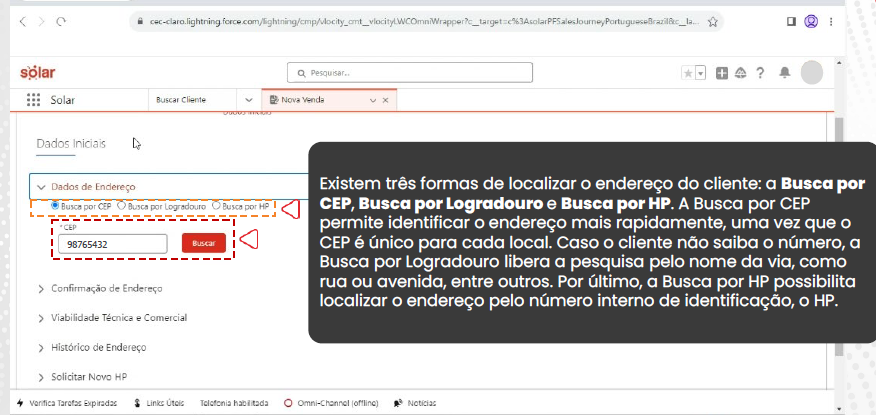 cec-claro.lightning.force.com/lightning/cmp/vlocity_cmt__vlocityLWCOmniWrapper?c__target=c%3AsolarPFSalesJourneyPortugueseBrazil&c__la...
solar
Pesquisar...
Solar
Buscar Cliente
Nova Venda
Dados Iniciais
Dados Iniciais
Dados de Endereço
Busca por CEP Busca por Logradouro Busca por HP
*CEP
98765432
Buscar
Confirmação de Endereço
Viabilidade Técnica e Comercial
Histórico de Endereço
Solicitar Novo HP
Existem três formas de localizar o endereço do cliente: a Busca por
CEP, Busca por Logradouro e Busca por HP. A Busca por CEP
permite identificar o endereço mais rapidamente, uma vez que o
CEP é único para cada local. Caso o cliente não saiba o número, a
Busca por Logradouro libera a pesquisa pelo nome da via, como
rua ou avenida, entre outros. Por último, a Busca por HP possibilita
localizar o endereço pelo número interno de identificação, o HP.
Verifica Tarefas Expiradas Links Úteis Telefonia habilitada Omni-Channel (offline) Notícias